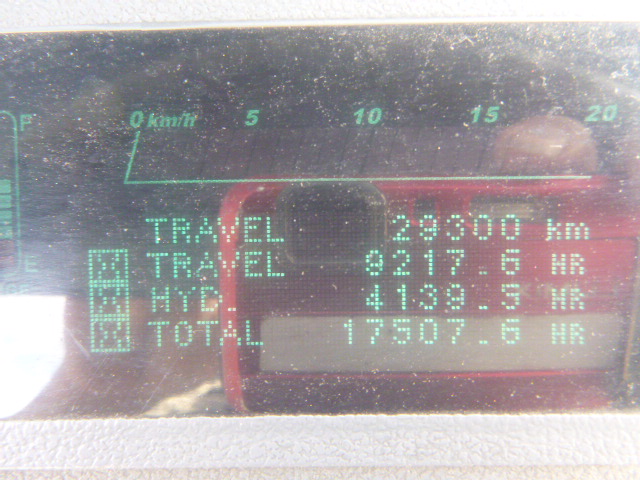 0 km/h 5 10 15 20
F
E
TRAVEL 29300 km
TRAVEL 9217.6 HR
HYD. 4139.5 HR
TOTAL 17507.6 HR